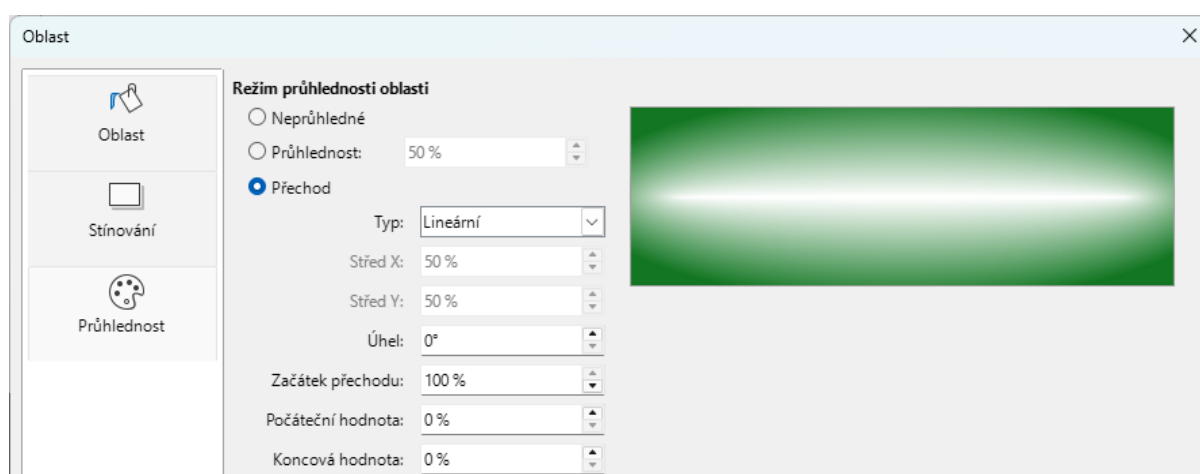 Oblast
Oblast
Stínování
Průhlednost
Režim průhlednosti oblasti
Neprůhledné
Průhlednost: 50 %
Přechod
Typ: Lineární
Střed X: 50 %
Střed Y: 50 %
Úhel: 0°
Začátek přechodu: 100 %
Počáteční hodnota: 0 %
Koncová hodnota: 0 %